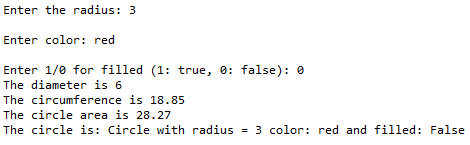 Enter the radius: 3
Enter color: red
Enter 1/0 for filled (1: true, 0: false): 0
The diameter is 6
The circumference is 18.85
The circle area is 28.27
The circle is: Circle with radius = 3 color: red and filled: False